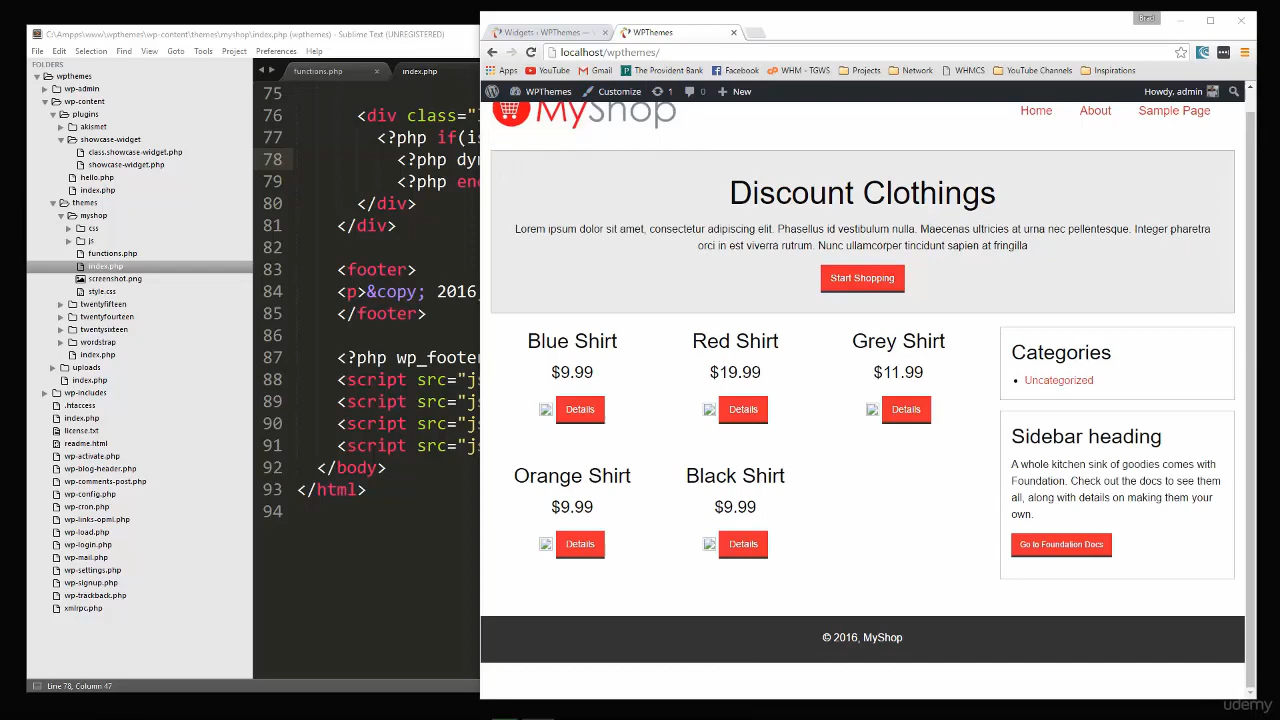 C:\Ampps\www\wpthemes\wp-content\themes\myshop\index.php (wpthemes) - Sublime Text (UNREGISTERED)
File Edit Selection Find View Goto Tools Project Preferences Help
FOLDERS
wpthemes
wp-admin
wp-content
plugins
akismet
showcase-widget
class.showcase-widget.php
showcase-widget.php
hello.php
index.php
themes
myshop
css
js
functions.php
index.php
screenshot.png
style.css
twentyfifteen
twentyfourteen
twentysixteen
wordstrap
index.php
uploads
index.php
wp-includes
.htaccess
index.php
license.txt
readme.html
wp-activate.php
wp-blog-header.php
wp-comments-post.php
wp-config.php
wp-cron.php
wp-links-opml.php
wp-load.php
wp-login.php
wp-mail.php
wp-settings.php
wp-signup.php
wp-trackback.php
xmlrpc.php
Line 78, Column 47
functions.php × index.php
75
76 <div class="
77 <?php if(is
78 <?php dyn
79 <?php end
80 </div>
81 </div>
82
83 <footer>
84 <p>&copy; 2016,
85 </footer>
86
87 <?php wp_footer
88 <script src="js
89 <script src="js
90 <script src="js
91 <script src="js
92 </body>
93 </html>
94
Brad
Widgets ‹ WPThemes — × WPThemes ×
localhost/wpthemes/
Apps YouTube Gmail The Provident Bank Facebook WHM - TGWS Projects Network WHMCS YouTube Channels Inspirations
WPThemes Customize 1 0 New Howdy, admin
MyShop
Home About Sample Page
Discount Clothings
Lorem ipsum dolor sit amet, consectetur adipiscing elit. Phasellus id vestibulum nulla. Maecenas ultricies at urna nec pellentesque. Integer pharetra
orci in est viverra rutrum. Nunc ullamcorper tincidunt sapien at fringilla
Start Shopping
Blue Shirt Red Shirt Grey Shirt
$9.99 $19.99 $11.99
Details Details Details
Orange Shirt Black Shirt
$9.99 $9.99
Details Details
Categories
Uncategorized
Sidebar heading
A whole kitchen sink of goodies comes with
Foundation. Check out the docs to see them
all, along with details on making them your
own.
Go to Foundation Docs
© 2016, MyShop
udemy